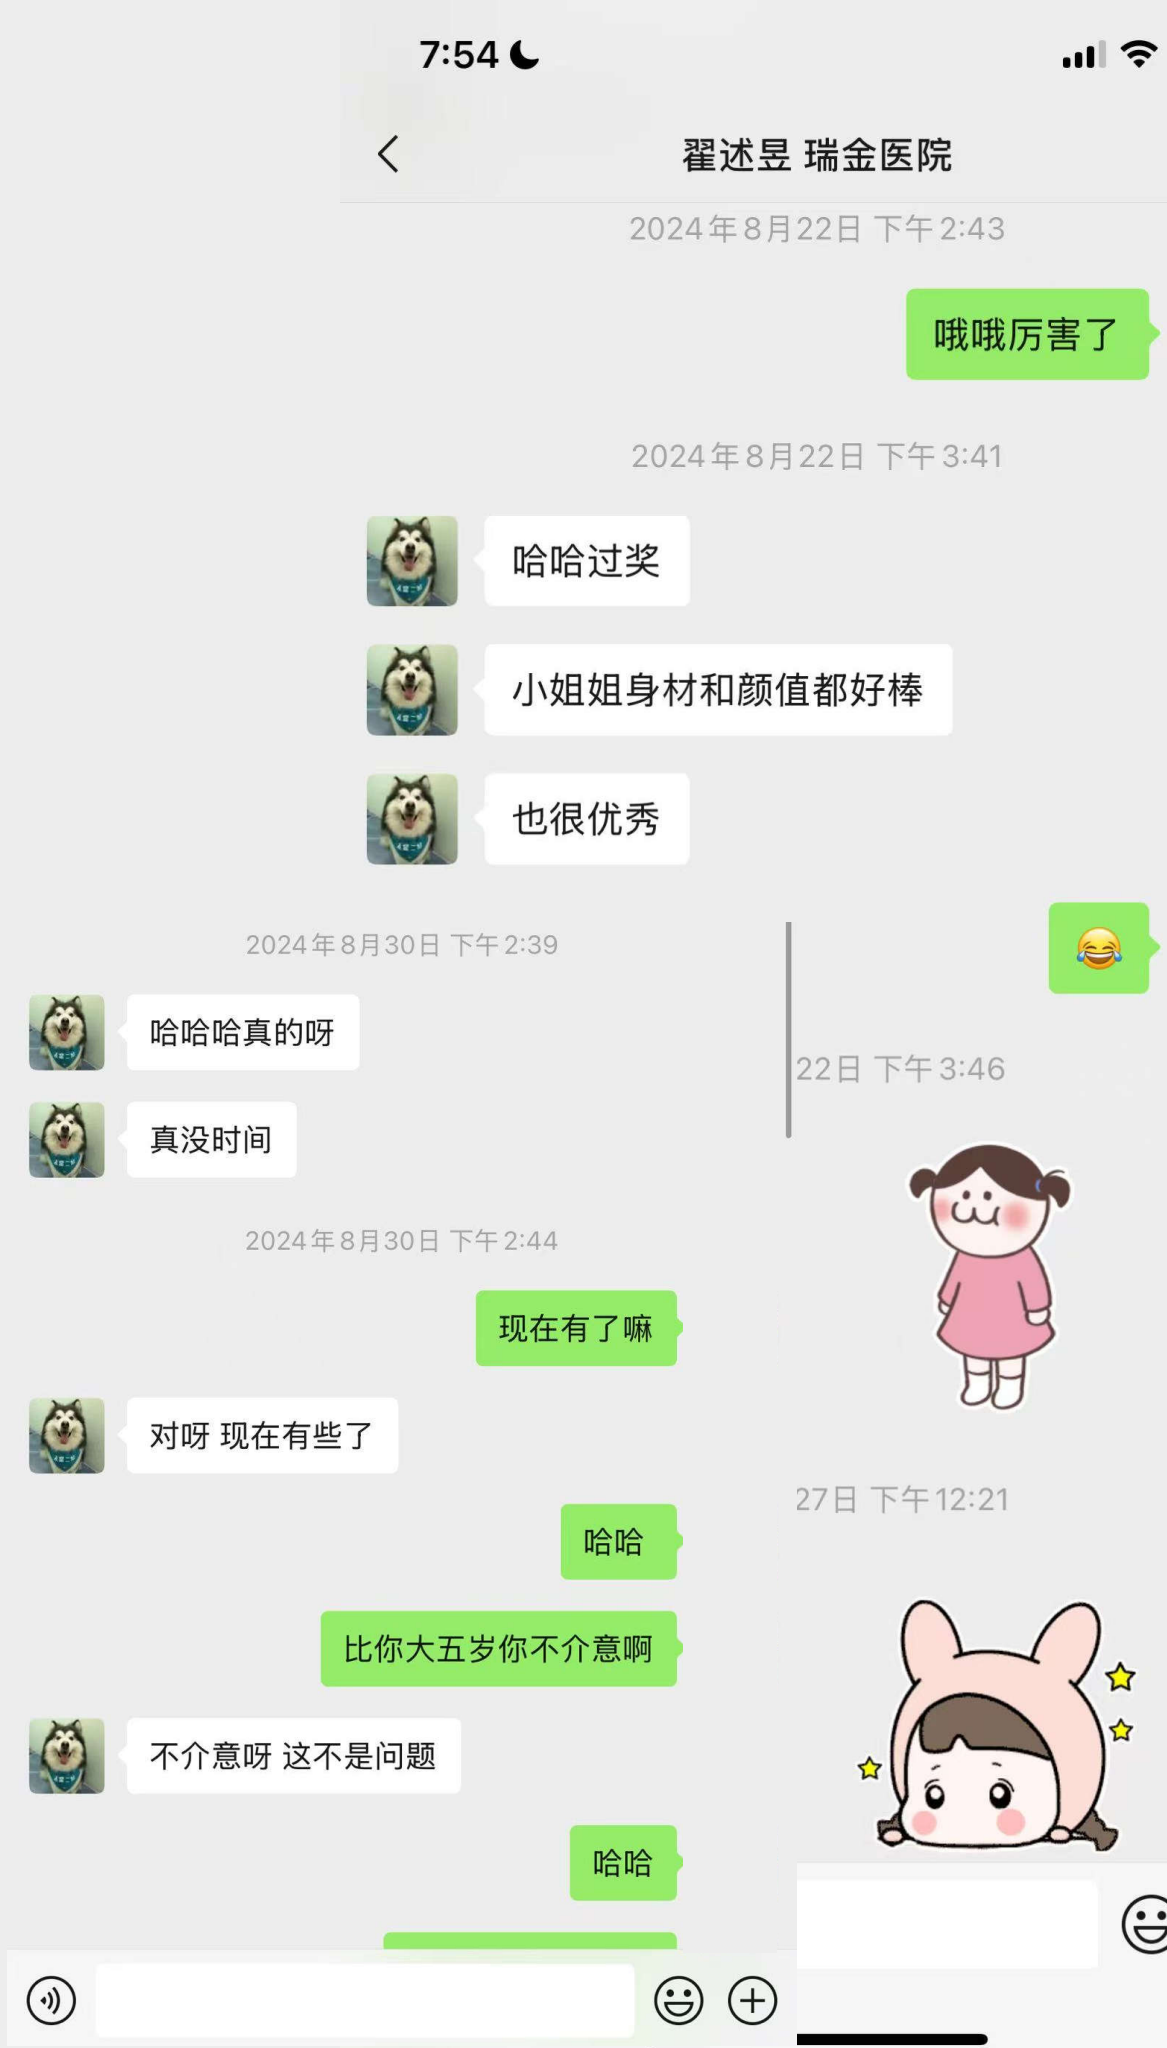 7:54
翟述昱 瑞金医院
2024年8月22日 下午2:43
哦哦厉害了
2024年8月22日 下午3:41
哈哈过奖
小姐姐身材和颜值都好棒
也很优秀
22日 下午3:46
27日 下午12:21
2024年8月30日 下午2:39
哈哈哈真的呀
真没时间
2024年8月30日 下午2:44
现在有了嘛
对呀 现在有些了
哈哈
比你大五岁你不介意啊
不介意呀 这不是问题
哈哈